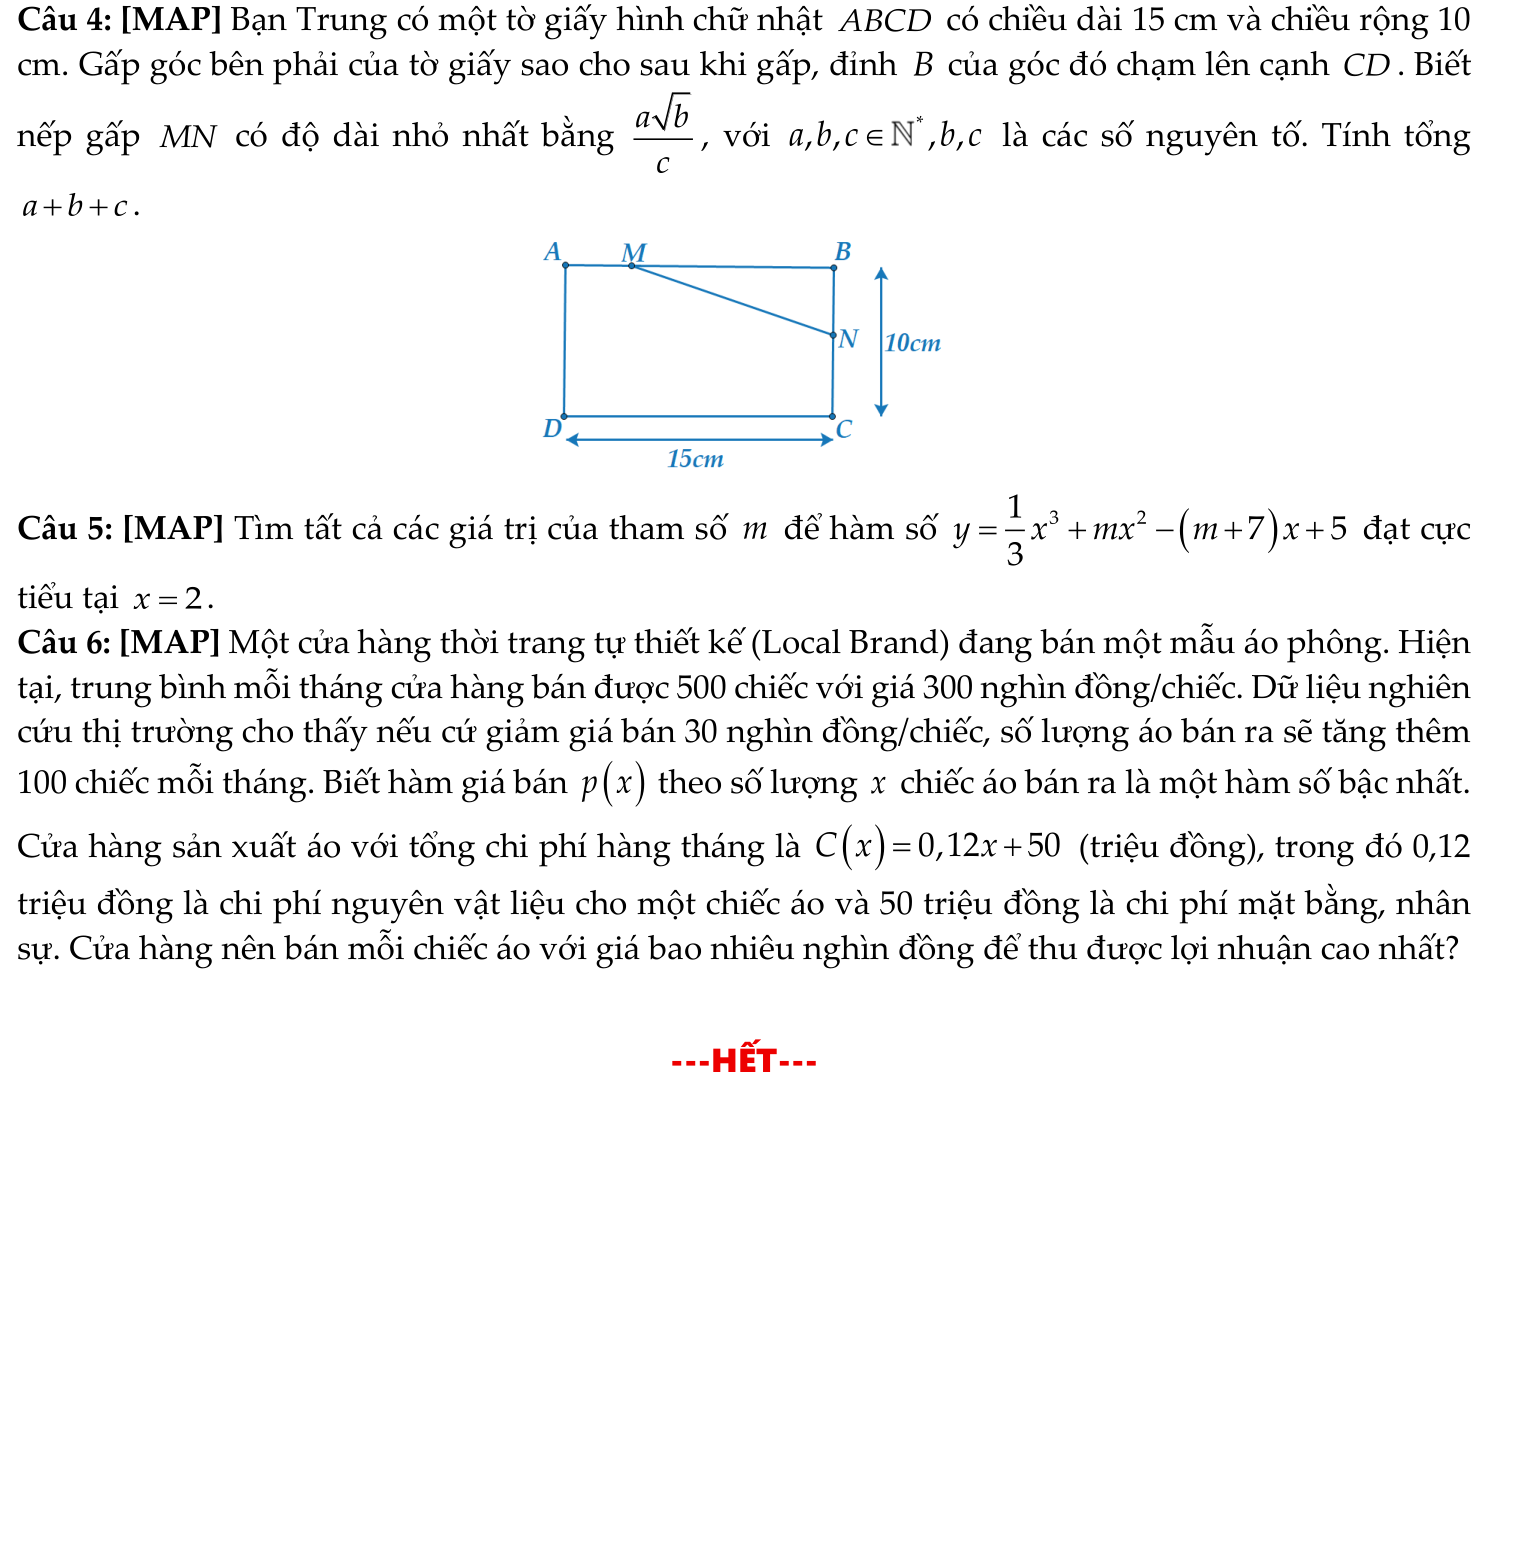 Câu 4: [MAP] Bạn Trung có một tờ giấy hình chữ nhật ABCD có chiều dài 15 cm và chiều rộng 10
cm. Gấp góc bên phải của tờ giấy sao cho sau khi gấp, đỉnh B của góc đó chạm lên cạnh CD. Biết
nếp gấp MN có độ dài nhỏ nhất bằng a√b/c, với a,b,c∈ℕ*,b,c là các số nguyên tố. Tính tổng
a+b+c.
A M B
N 10cm
D C
15cm
Câu 5: [MAP] Tìm tất cả các giá trị của tham số m để hàm số y=1/3x³+mx²−(m+7)x+5 đạt cực
tiểu tại x=2.
Câu 6: [MAP] Một cửa hàng thời trang tự thiết kế (Local Brand) đang bán một mẫu áo phông. Hiện
tại, trung bình mỗi tháng cửa hàng bán được 500 chiếc với giá 300 nghìn đồng/chiếc. Dữ liệu nghiên
cứu thị trường cho thấy nếu cứ giảm giá bán 30 nghìn đồng/chiếc, số lượng áo bán ra sẽ tăng thêm
100 chiếc mỗi tháng. Biết hàm giá bán p(x) theo số lượng x chiếc áo bán ra là một hàm số bậc nhất.
Cửa hàng sản xuất áo với tổng chi phí hàng tháng là C(x)=0,12x+50 (triệu đồng), trong đó 0,12
triệu đồng là chi phí nguyên vật liệu cho một chiếc áo và 50 triệu đồng là chi phí mặt bằng, nhân
sự. Cửa hàng nên bán mỗi chiếc áo với giá bao nhiêu nghìn đồng để thu được lợi nhuận cao nhất?
---HẾT---